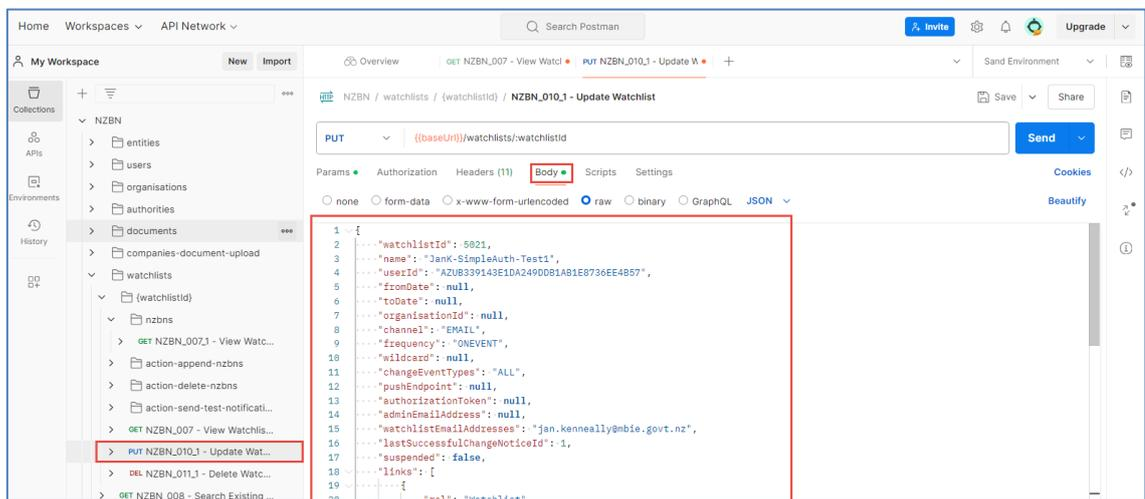 Home Workspaces API Network Search Postman Invite Upgrade
My Workspace New Import Overview GET NZBN_007 - View Watcl PUT NZBN_010_1 - Update W Sand Environment
Collections
APIs
Environments
History
NZBN
entities
users
organisations
authorities
documents
companies-document-upload
watchlists
{watchlistId}
nzbns
GET NZBN_007_1 - View Watc...
action-append-nzbns
action-delete-nzbns
action-send-test-notificati...
GET NZBN_007 - View Watchlis...
PUT NZBN_010_1 - Update Wat...
DEL NZBN_011_1 - Delete Watc...
GET NZBN_008 - Search Existing ...
HTTP NZBN / watchlists / {watchlistId} / NZBN_010_1 - Update Watchlist Save Share
PUT {{baseUrl}}/watchlists/:watchlistId Send
Params Authorization Headers (11) Body Scripts Settings Cookies
none form-data x-www-form-urlencoded raw binary GraphQL JSON Beautify
1 {
2 "watchlistId": 5021,
3 "name": "JanK-SimpleAuth-Test1",
4 "userId": "AZUB339143E1DA249DDB1AB1E8736EE4B57",
5 "fromDate": null,
6 "toDate": null,
7 "organisationId": null,
8 "channel": "EMAIL",
9 "frequency": "ONEVENT",
10 "wildcard": null,
11 "changeEventTypes": "ALL",
12 "pushEndpoint": null,
13 "authorizationToken": null,
14 "adminEmailAddress": null,
15 "watchlistEmailAddresses": "jan.kenneally@mbie.govt.nz",
16 "lastSuccessfulChangeNoticeId": 1,
17 "suspended": false,
18 "links": [
19 {
20 "rel": "Watchlist"